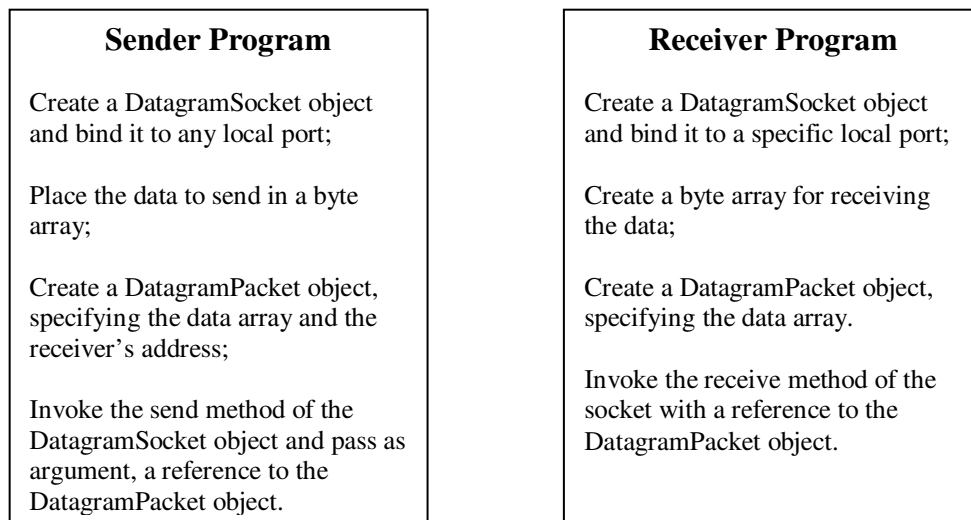 Sender Program
Create a DatagramSocket object
and bind it to any local port;
Place the data to send in a byte
array;
Create a DatagramPacket object,
specifying the data array and the
receiver’s address;
Invoke the send method of the
DatagramSocket object and pass as
argument, a reference to the
DatagramPacket object.
Receiver Program
Create a DatagramSocket object
and bind it to a specific local port;
Create a byte array for receiving
the data;
Create a DatagramPacket object,
specifying the data array.
Invoke the receive method of the
socket with a reference to the
DatagramPacket object.